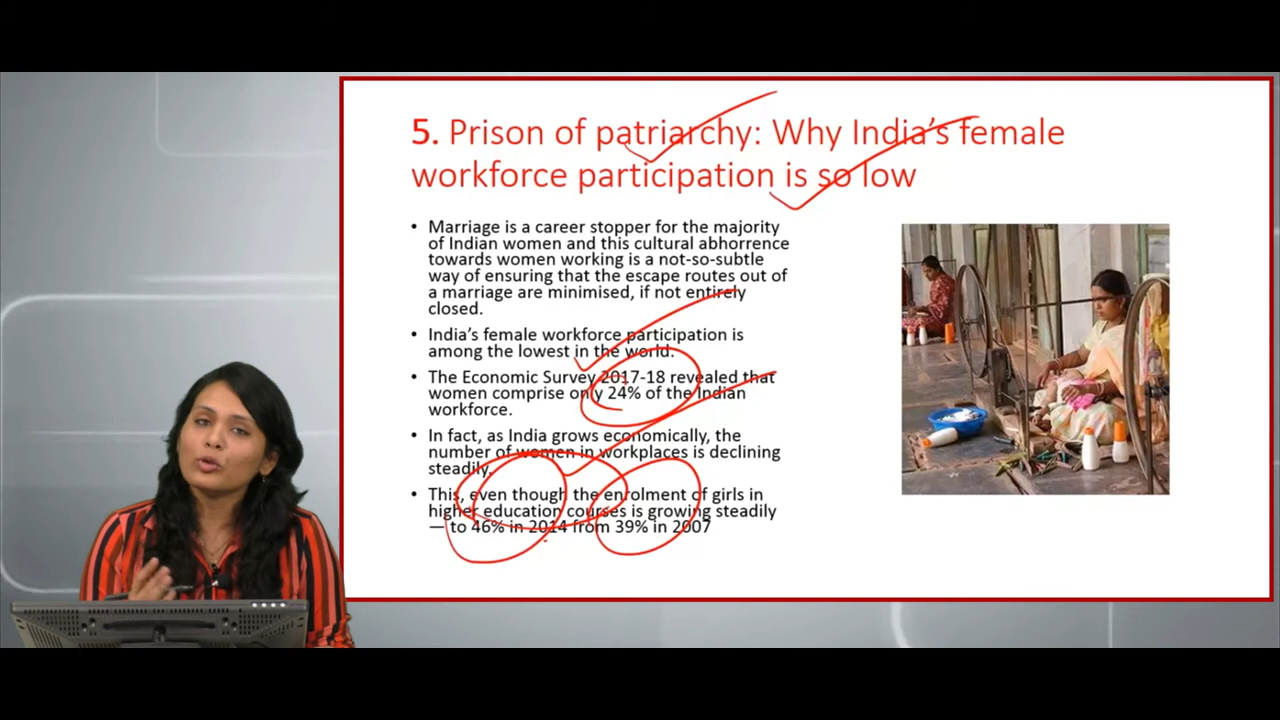 5. Prison of patriarchy: Why India's female
workforce participation is so low
• Marriage is a career stopper for the majority
of Indian women and this cultural abhorrence
towards women working is a not-so-subtle
way of ensuring that the escape routes out of
a marriage are minimised, if not entirely
closed.
• India's female workforce participation is
among the lowest in the world.
• The Economic Survey 2017-18 revealed that
women comprise only 24% of the Indian
workforce.
• In fact, as India grows economically, the
number of women in workplaces is declining
steadily.
• This, even though the enrolment of girls in
higher education courses is growing steadily
— to 46% in 2014 from 39% in 2007